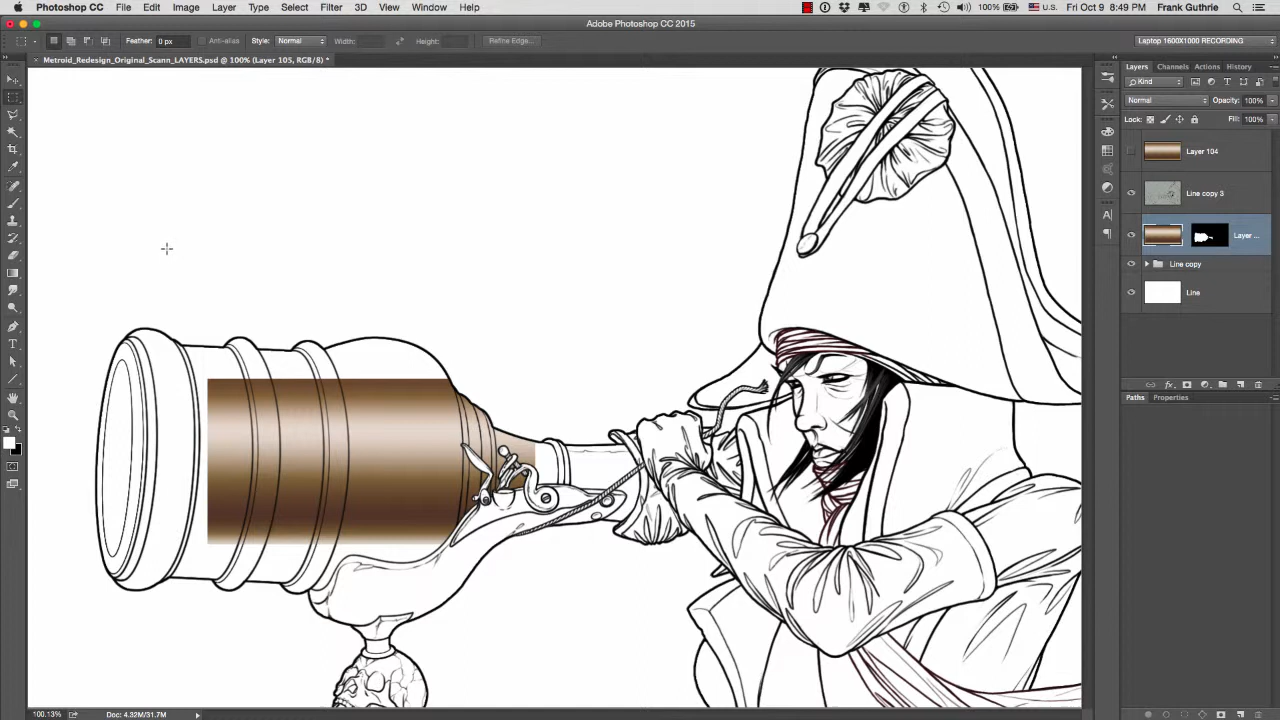 Photoshop CC File Edit Image Layer Type Select Filter 3D View Window Help 100% U.S. Fri Oct 9 8:49 PM Frank Guthrie
Adobe Photoshop CC 2015
Feather: 0 px Anti-alias Style: Normal Width: Height: Refine Edge... Laptop 1600X1000 RECORDING
Metroid_Redesign_Original_Scann_LAYERS.psd @ 100% (Layer 105, RGB/8) *
Layers Channels Actions History
Kind
Normal Opacity: 100%
Lock: Fill: 100%
Layer 104
Line copy 3
Layer ...
Line copy
Line
Paths Properties
100.13% Doc: 4.32M/31.7M